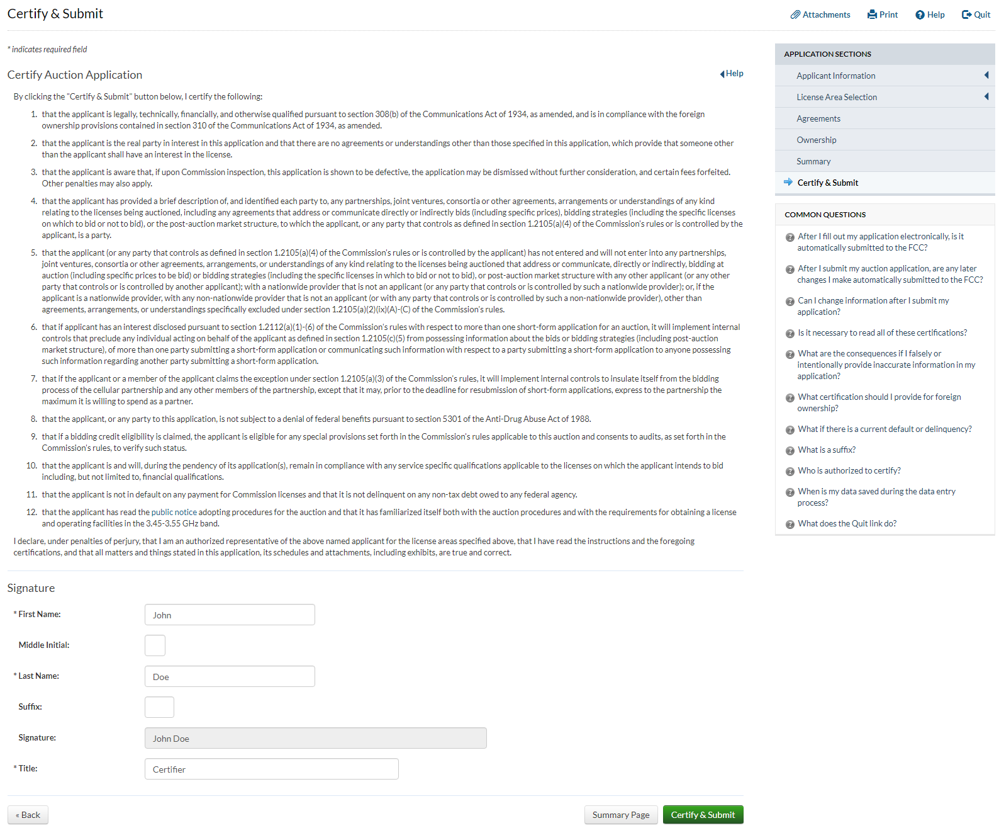 Certify & Submit
Attachments
Print
Help
Quit
* indicates required field
Certify Auction Application
Help
By clicking the "Certify & Submit" button below, I certify the following:
1. that the applicant is legally, technically, financially, and otherwise qualified pursuant to section 308(b) of the Communications Act of 1934, as amended, and is in compliance with the foreign
ownership provisions contained in section 310 of the Communications Act of 1934, as amended.
2. that the applicant is the real party in interest in this application and that there are no agreements or understandings other than those specified in this application, which provide that someone other
than the applicant shall have an interest in the license.
3. that the applicant is aware that, if upon Commission inspection, this application is shown to be defective, the application may be dismissed without further consideration, and certain fees forfeited.
Other penalties may also apply.
4. that the applicant has provided a brief description of, and identified each party to, any partnerships, joint ventures, consortia or other agreements, arrangements or understandings of any kind
relating to the licenses being auctioned, including any agreements that address or communicate directly or indirectly bids (including specific prices), bidding strategies (including the specific licenses
on which to bid or not to bid), or the post-auction market structure, to which the applicant, or any party that controls as defined in section 1.2105(a)(4) of the Commission's rules or is controlled by the
applicant, is a party.
5. that the applicant (or any party that controls as defined in section 1.2105(a)(4) of the Commission's rules or is controlled by the applicant) has not entered and will not enter into any partnerships,
joint ventures, consortia or other agreements, arrangements, or understandings of any kind relating to the licenses being auctioned that address or communicate, directly or indirectly, bidding at
auction (including specific prices to be bid) or bidding strategies (including the specific licenses in which to bid or not to bid), or post-auction market structure with any other applicant (or any other
party that controls or is controlled by another applicant); with a nationwide provider that is not an applicant (or any party that controls or is controlled by such a nationwide provider); or, if the
applicant is a nationwide provider, with any non-nationwide provider that is not an applicant (or with any party that controls or is controlled by such a non-nationwide provider), other than
agreements, arrangements, or understandings specifically excluded under section 1.2105(a)(2)(ix)(A)-(C) of the Commission's rules.
6. that if applicant has an interest disclosed pursuant to section 1.2112(a)(1)-(6) of the Commission's rules with respect to more than one short-form application for an auction, it will implement internal
controls that preclude any individual acting on behalf of the applicant as defined in section 1.2105(c)(5) from possessing information about the bids or bidding strategies (including post-auction
market structure), of more than one party submitting a short-form application or communicating such information with respect to a party submitting a short-form application to anyone possessing
such information regarding another party submitting a short-form application.
7. that if the applicant or a member of the applicant claims the exception under section 1.2105(a)(3) of the Commission's rules, it will implement internal controls to insulate itself from the bidding
process of the cellular partnership and any other members of the partnership, except that it may, prior to the deadline for resubmission of short-form applications, express to the partnership the
maximum it is willing to spend as a partner.
8. that the applicant, or any party to this application, is not subject to a denial of federal benefits pursuant to section 5301 of the Anti-Drug Abuse Act of 1988.
9. that if a bidding credit eligibility is claimed, the applicant is eligible for any special provisions set forth in the Commission's rules applicable to this auction and consents to audits, as set forth in the
Commission's rules, to verify such status.
10. that the applicant is and will, during the pendency of its application(s), remain in compliance with any service specific qualifications applicable to the licenses on which the applicant intends to bid
including, but not limited to, financial qualifications.
11. that the applicant is not in default on any payment for Commission licenses and that it is not delinquent on any non-tax debt owed to any federal agency.
12. that the applicant has read the public notice adopting procedures for the auction and that it has familiarized itself both with the auction procedures and with the requirements for obtaining a license
and operating facilities in the 3.45-3.55 GHz band.
I declare, under penalties of perjury, that I am an authorized representative of the above named applicant for the license areas specified above, that I have read the instructions and the foregoing
certifications, and that all matters and things stated in this application, its schedules and attachments, including exhibits, are true and correct.
Signature
* First Name:
John
Middle Initial:
* Last Name:
Doe
Suffix:
Signature:
John Doe
* Title:
Certifier
« Back
Summary Page
Certify & Submit
APPLICATION SECTIONS
Applicant Information
License Area Selection
Agreements
Ownership
Summary
Certify & Submit
COMMON QUESTIONS
After I fill out my application electronically, is it
automatically submitted to the FCC?
After I submit my auction application, are any later
changes I make automatically submitted to the FCC?
Can I change information after I submit my
application?
Is it necessary to read all of these certifications?
What are the consequences if I falsely or
intentionally provide inaccurate information in my
application?
What certification should I provide for foreign
ownership?
What if there is a current default or delinquency?
What is a suffix?
Who is authorized to certify?
When is my data saved during the data entry
process?
What does the Quit link do?